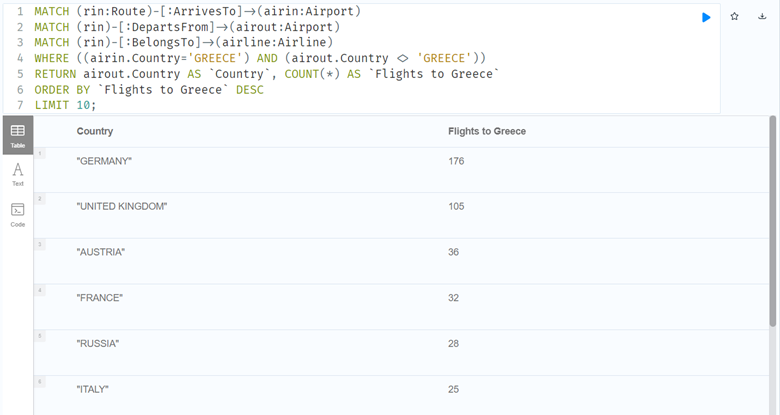 1 MATCH (rin:Route)-[:ArrivesTo]→(airin:Airport)
2 MATCH (rin)-[:DepartsFrom]→(airout:Airport)
3 MATCH (rin)-[:BelongsTo]→(airline:Airline)
4 WHERE ((airin.Country='GREECE') AND (airout.Country <> 'GREECE'))
5 RETURN airout.Country AS `Country`, COUNT(*) AS `Flights to Greece`
6 ORDER BY `Flights to Greece` DESC
7 LIMIT 10;
Table
Text
Code
Country Flights to Greece
1 "GERMANY" 176
2 "UNITED KINGDOM" 105
3 "AUSTRIA" 36
4 "FRANCE" 32
5 "RUSSIA" 28
6 "ITALY" 25